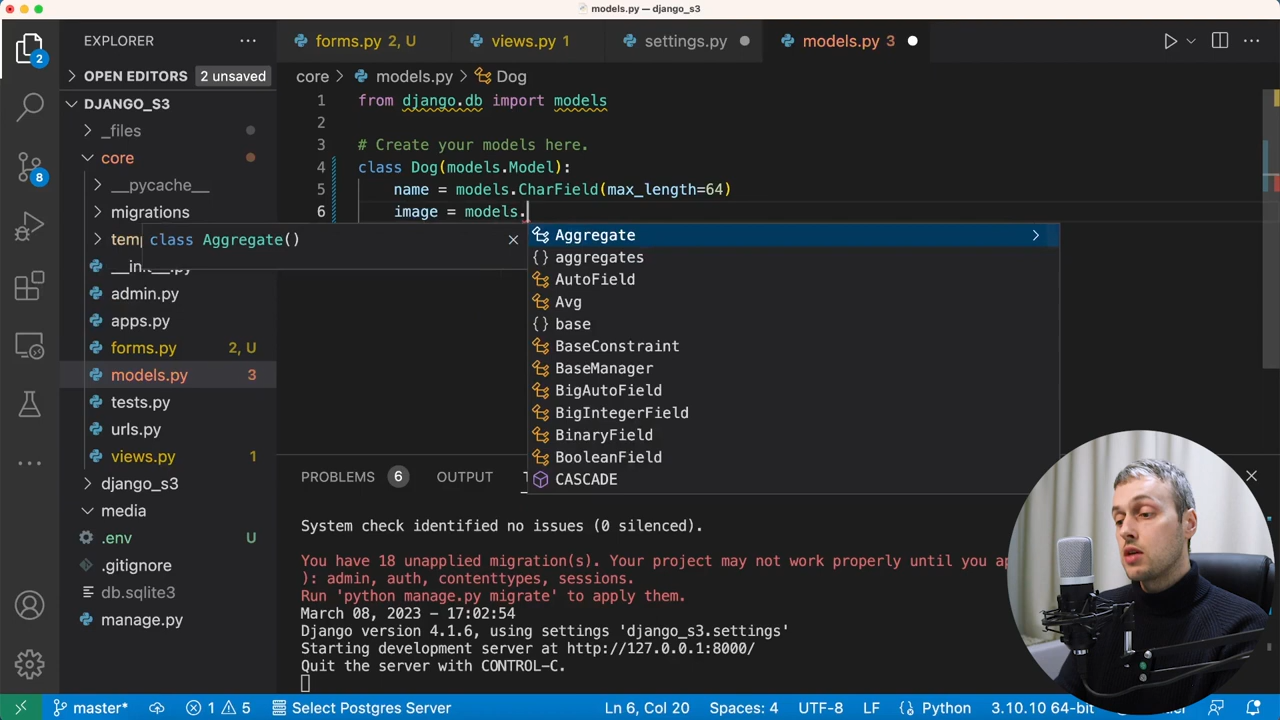 models.py — django_s3
EXPLORER
forms.py 2, U
views.py 1
settings.py
models.py 3
OPEN EDITORS 2 unsaved
core > models.py > Dog
DJANGO_S3
_files
core
__pycache__
migrations
temp
admin.py
apps.py
forms.py 2, U
models.py 3
tests.py
urls.py
views.py 1
django_s3
media
.env U
.gitignore
db.sqlite3
manage.py
2
8
1 from django.db import models
2
3 # Create your models here.
4 class Dog(models.Model):
5 name = models.CharField(max_length=64)
6 image = models.
class Aggregate()
Aggregate
{} aggregates
AutoField
Avg
{} base
BaseConstraint
BaseManager
BigAutoField
BigIntegerField
BinaryField
BooleanField
CASCADE
PROBLEMS 6 OUTPUT
System check identified no issues (0 silenced).
You have 18 unapplied migration(s). Your project may not work properly until you
): admin, auth, contenttypes, sessions.
Run 'python manage.py migrate' to apply them.
March 08, 2023 - 17:02:54
Django version 4.1.6, using settings 'django_s3.settings'
Starting development server at http://127.0.0.1:8000/
Quit the server with CONTROL-C.
master* 1 5 Select Postgres Server Ln 6, Col 20 Spaces: 4 UTF-8 LF {} Python 3.10.10 64-bit